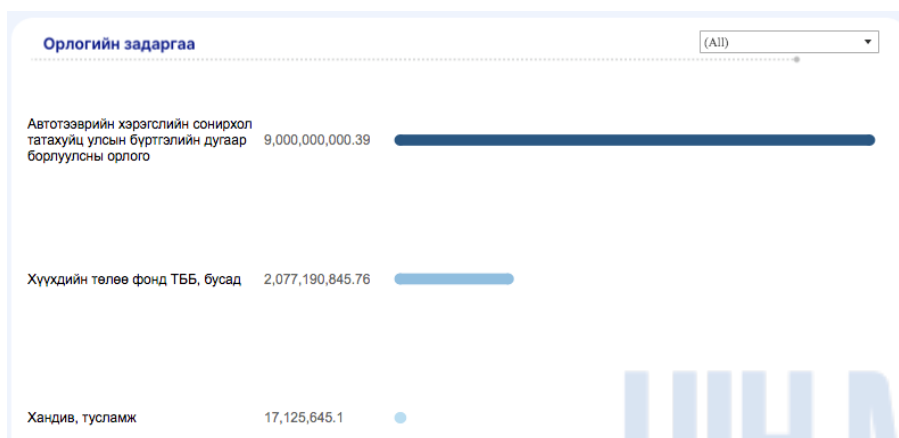 Орлогийн задаргаа
(All)
Автотээврийн хэрэгслийн сонирхол
татахуйц улсын бүртгэлийн дугаар
борлуулсны орлого
9,000,000,000.39
Хүүхдийн төлөө фонд ТББ, бусад
2,077,190,845.76
Хандив, тусламж
17,125,645.1